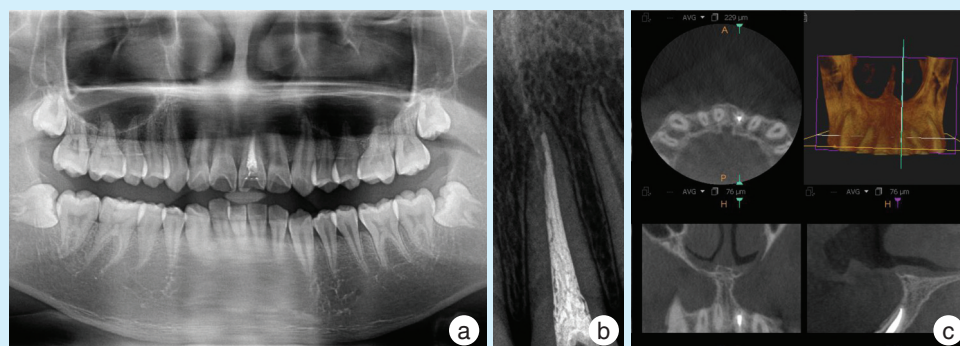 a
b
c
AVG ▼ 229 µm
A
P
AVG ▼ 76 µm
H
AVG ▼ 76 µm
H